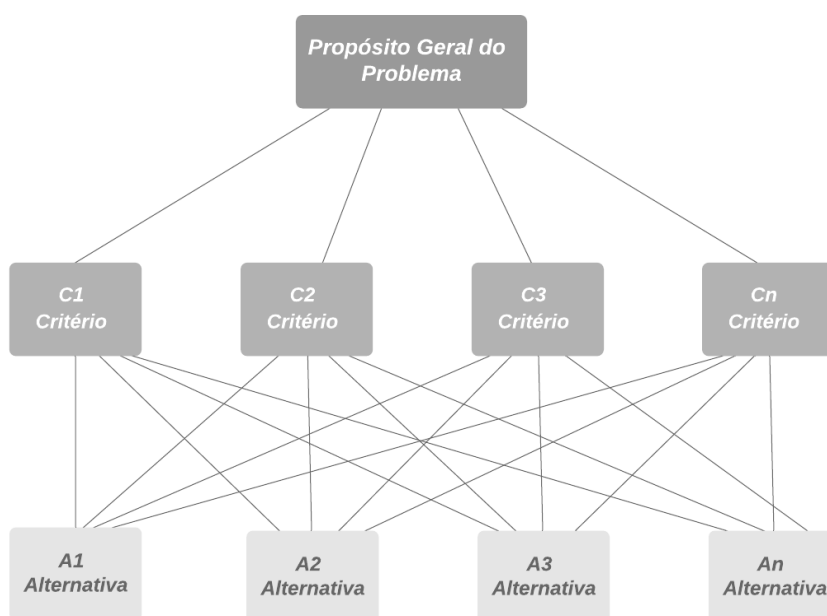 Propósito Geral do
Problema
C1
Critério
C2
Critério
C3
Critério
Cn
Critério
A1
Alternativa
A2
Alternativa
A3
Alternativa
An
Alternativa